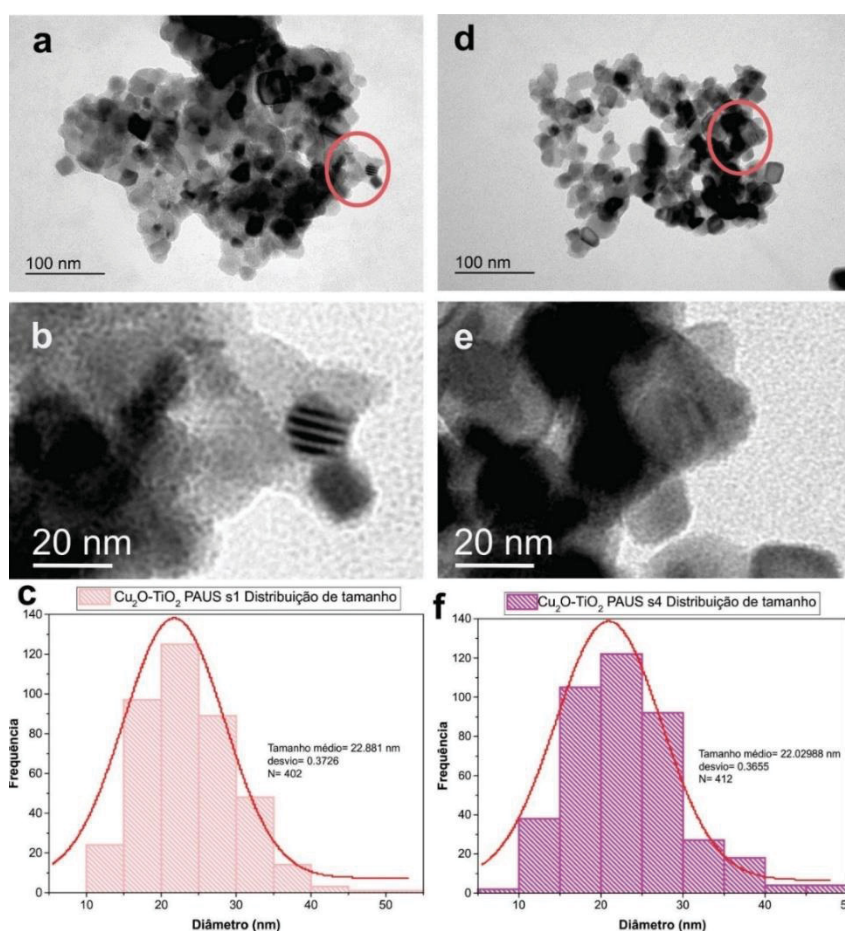 a
100 nm
d
100 nm
b
20 nm
e
20 nm
c
Cu₂O-TiO₂ PAUS s1 Distribuição de tamanho
140
120
100
80
60
40
20
0
Frequência
Tamanho médio= 22.881 nm
desvio= 0.3726
N= 402
10 20 30 40 50
Diâmetro (nm)
f
Cu₂O-TiO₂ PAUS s4 Distribuição de tamanho
140
120
100
80
60
40
20
0
Frequência
Tamanho médio= 22.02988 nm
desvio= 0.3655
N= 412
10 20 30 40 50
Diâmetro (nm)